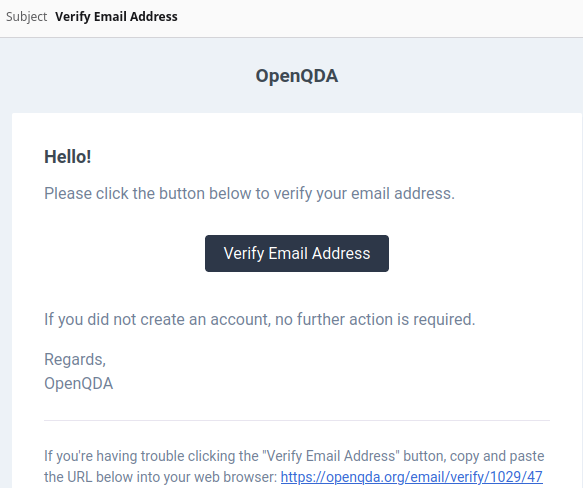 Subject Verify Email Address
OpenQDA
Hello!
Please click the button below to verify your email address.
Verify Email Address
If you did not create an account, no further action is required.
Regards,
OpenQDA
If you're having trouble clicking the "Verify Email Address" button, copy and paste
the URL below into your web browser: https://openqda.org/email/verify/1029/47